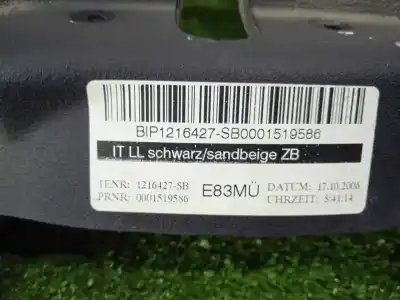 BIP1216427-SB0001519586
IT LL schwarz/sandbeige ZB
TENR: 1216427-SB E83MÜ DATUM: 17.10.2006
PRNR: 0001519586 UHRZEIT: 5:41:14